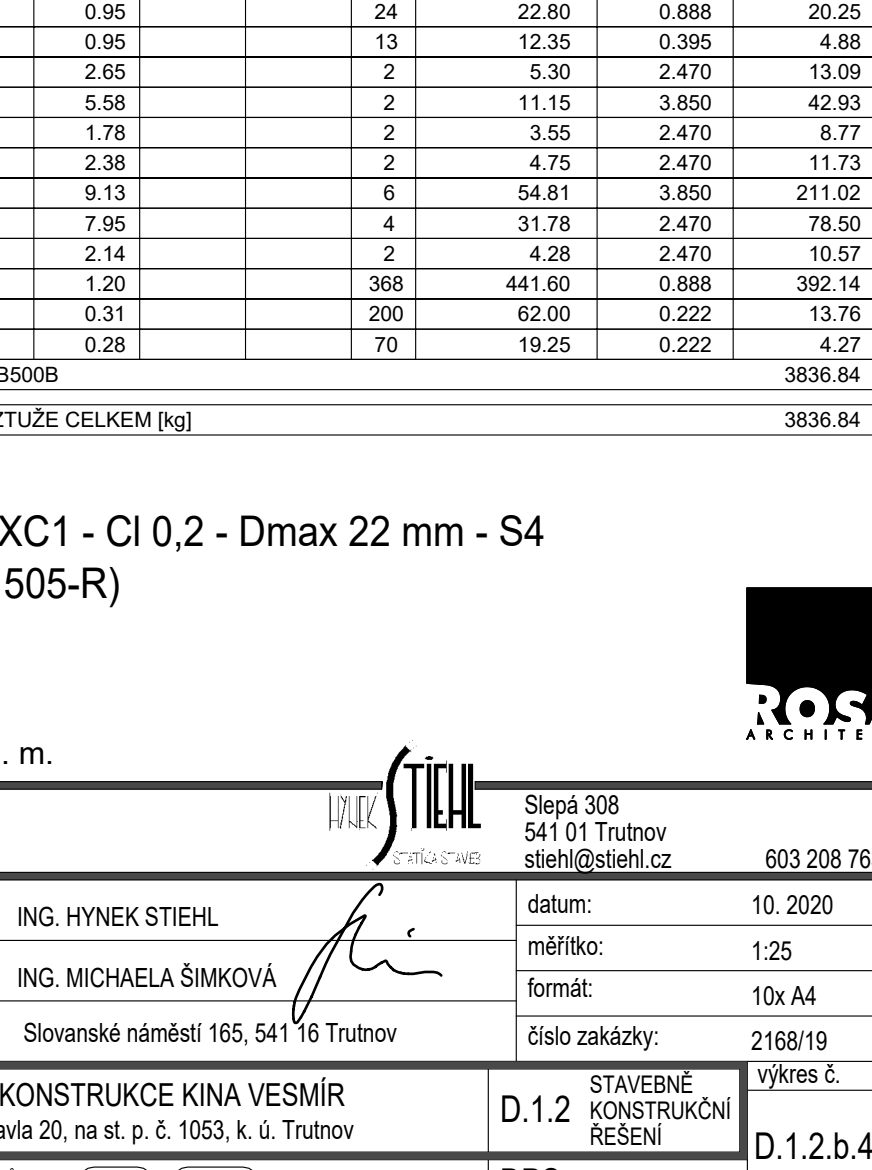 0.95 24 22.80 0.888 20.25
0.95 13 12.35 0.395 4.88
2.65 2 5.30 2.470 13.09
5.58 2 11.15 3.850 42.93
1.78 2 3.55 2.470 8.77
2.38 2 4.75 2.470 11.73
9.13 6 54.81 3.850 211.02
7.95 4 31.78 2.470 78.50
2.14 2 4.28 2.470 10.57
1.20 368 441.60 0.888 392.14
0.31 200 62.00 0.222 13.76
0.28 70 19.25 0.222 4.27
B500B 3836.84
ZTUŽE CELKEM [kg] 3836.84
XC1 - Cl 0,2 - Dmax 22 mm - S4
505-R)
ROS
ARCHITE
. m.
HYNEK STIEHL
STATIKA STAVEB
Slepá 308
541 01 Trutnov
stiehl@stiehl.cz 603 208 76
ING. HYNEK STIEHL
ING. MICHAELA ŠIMKOVÁ
Slovanské náměstí 165, 541 16 Trutnov
datum: 10. 2020
měřítko: 1:25
formát: 10x A4
číslo zakázky: 2168/19
KONSTRUKCE KINA VESMÍR
avla 20, na st. p. č. 1053, k. ú. Trutnov
D.1.2 STAVEBNĚ
KONSTRUKČNÍ
ŘEŠENÍ
výkres č.
D.1.2.b.4